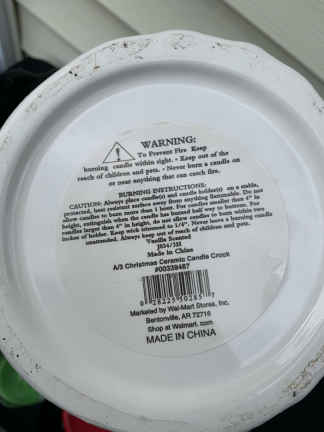 WARNING:
To Prevent Fire Keep
burning candle within sight. • Keep out of the
reach of children and pets. • Never burn a candle on
or near anything that can catch fire.
BURNING INSTRUCTIONS:
CAUTION: Always place candle(s) and candle holder(s) on a stable,
protected, heat resistant surface away from anything flammable. Do not
allow candles to burn more than 4 hours. For candles smaller than 4" in
height, extinguish when the candle has burned half way to bottom. For
candles larger than 4" in height, do not allow candles to burn within two
inches of holder. Keep wick trimmed to 1/4". Never leave a burning candle
unattended. Always keep out of reach of children and pets.
Vanilla Scented
Made in China
A/3 Christmas Ceramic Candle Crock
#00339487
Marketed by Wal-Mart Stores, Inc,
Bentonville, AR 72716
Shop at Walmart.com
MADE IN CHINA